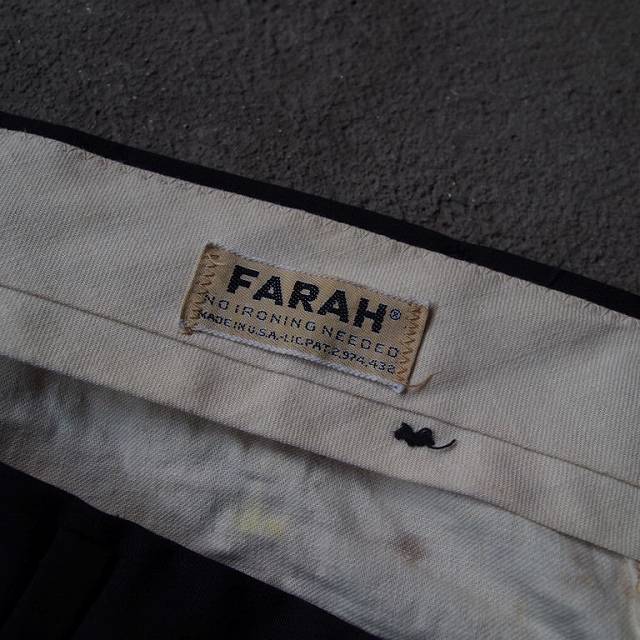 FARAH®
NO IRONING NEEDED
MADE IN U.S.A.-LIC.PAT.2,974,432